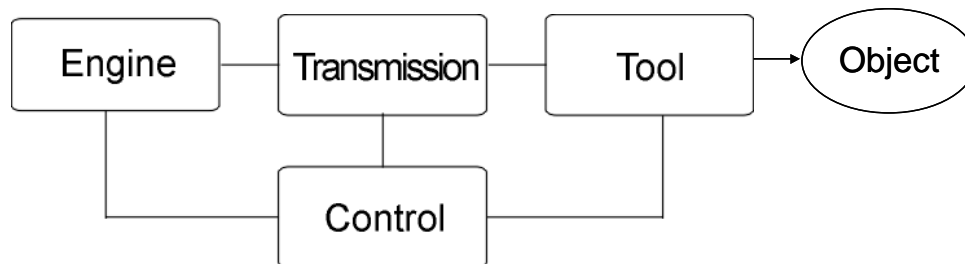 Engine
Transmission
Tool
Object
Control